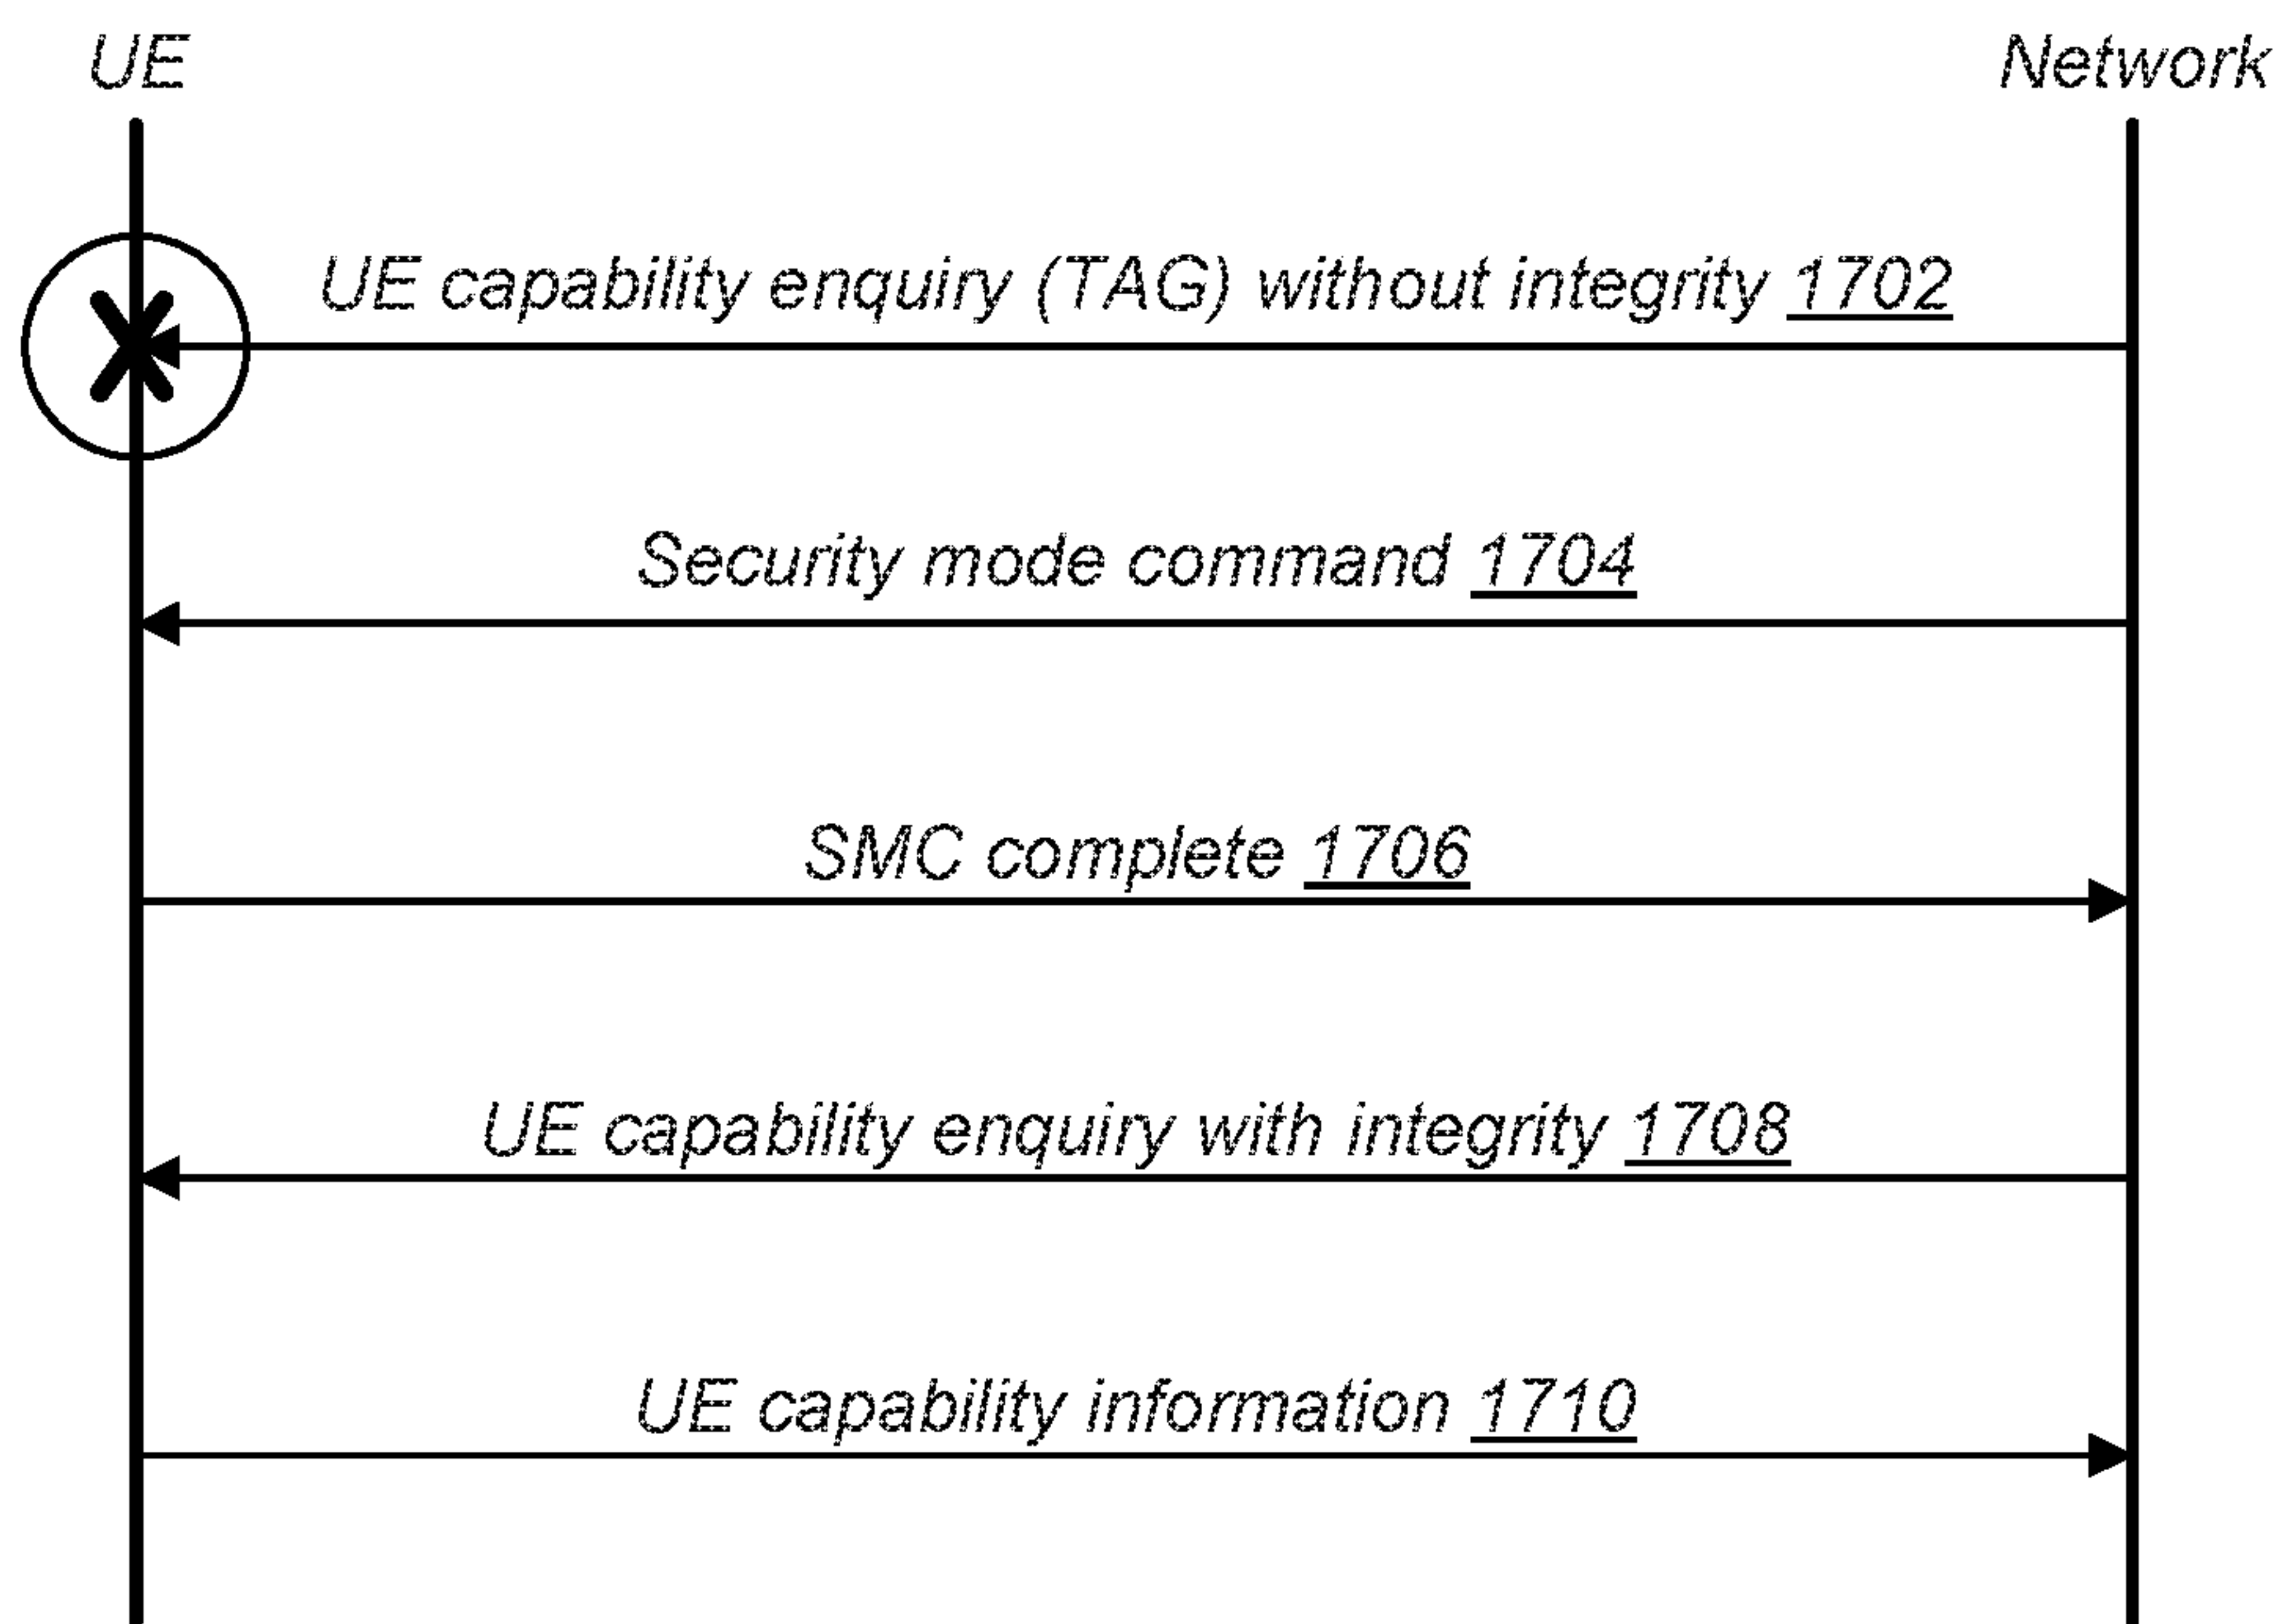 UE
Network
UE capability enquiry (TAG) without integrity 1702
Security mode command 1704
SMC complete 1706
UE capability enquiry with integrity 1708
UE capability information 1710